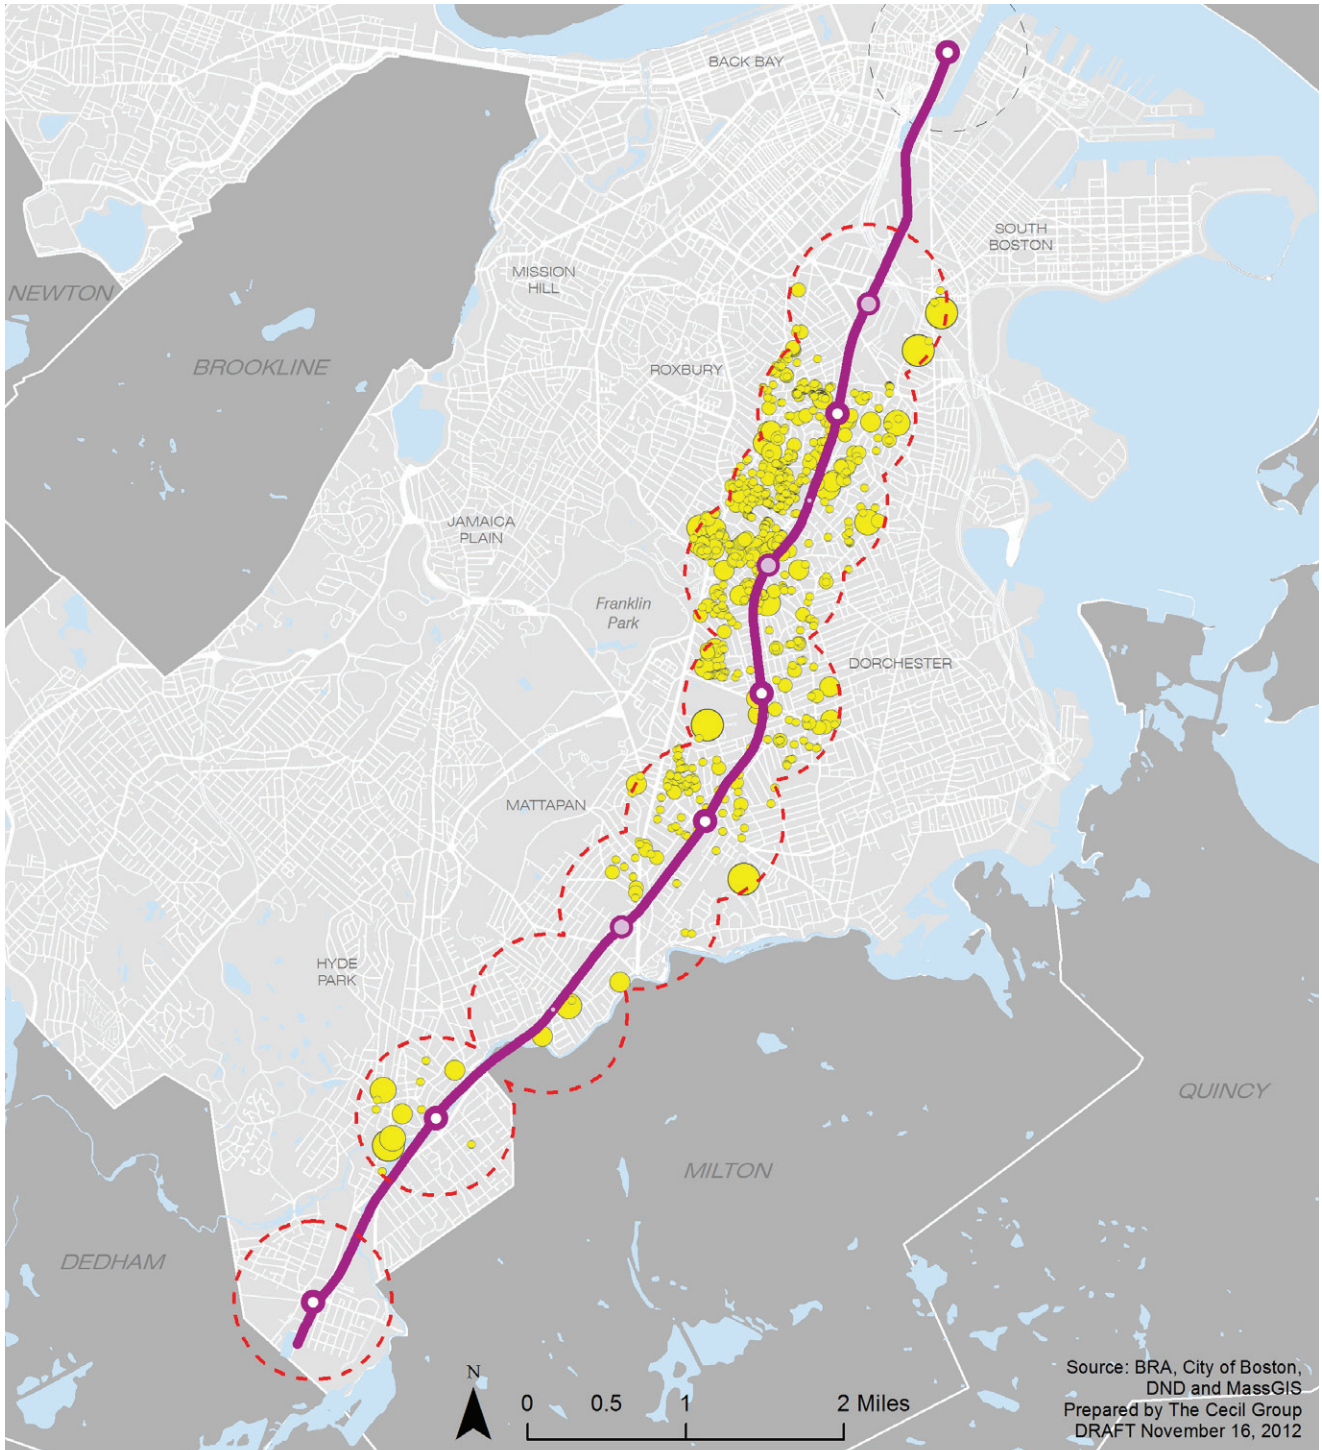 BACK BAY
SOUTH
BOSTON
MISSION
HILL
NEWTON
BROOKLINE
ROXBURY
JAMAICA
PLAIN
Franklin
Park
DORCHESTER
MATTAPAN
HYDE
PARK
QUINCY
MILTON
DEDHAM
N
0 0.5 1 2 Miles
Source: BRA, City of Boston,
DND and MassGIS
Prepared by The Cecil Group
DRAFT November 16, 2012